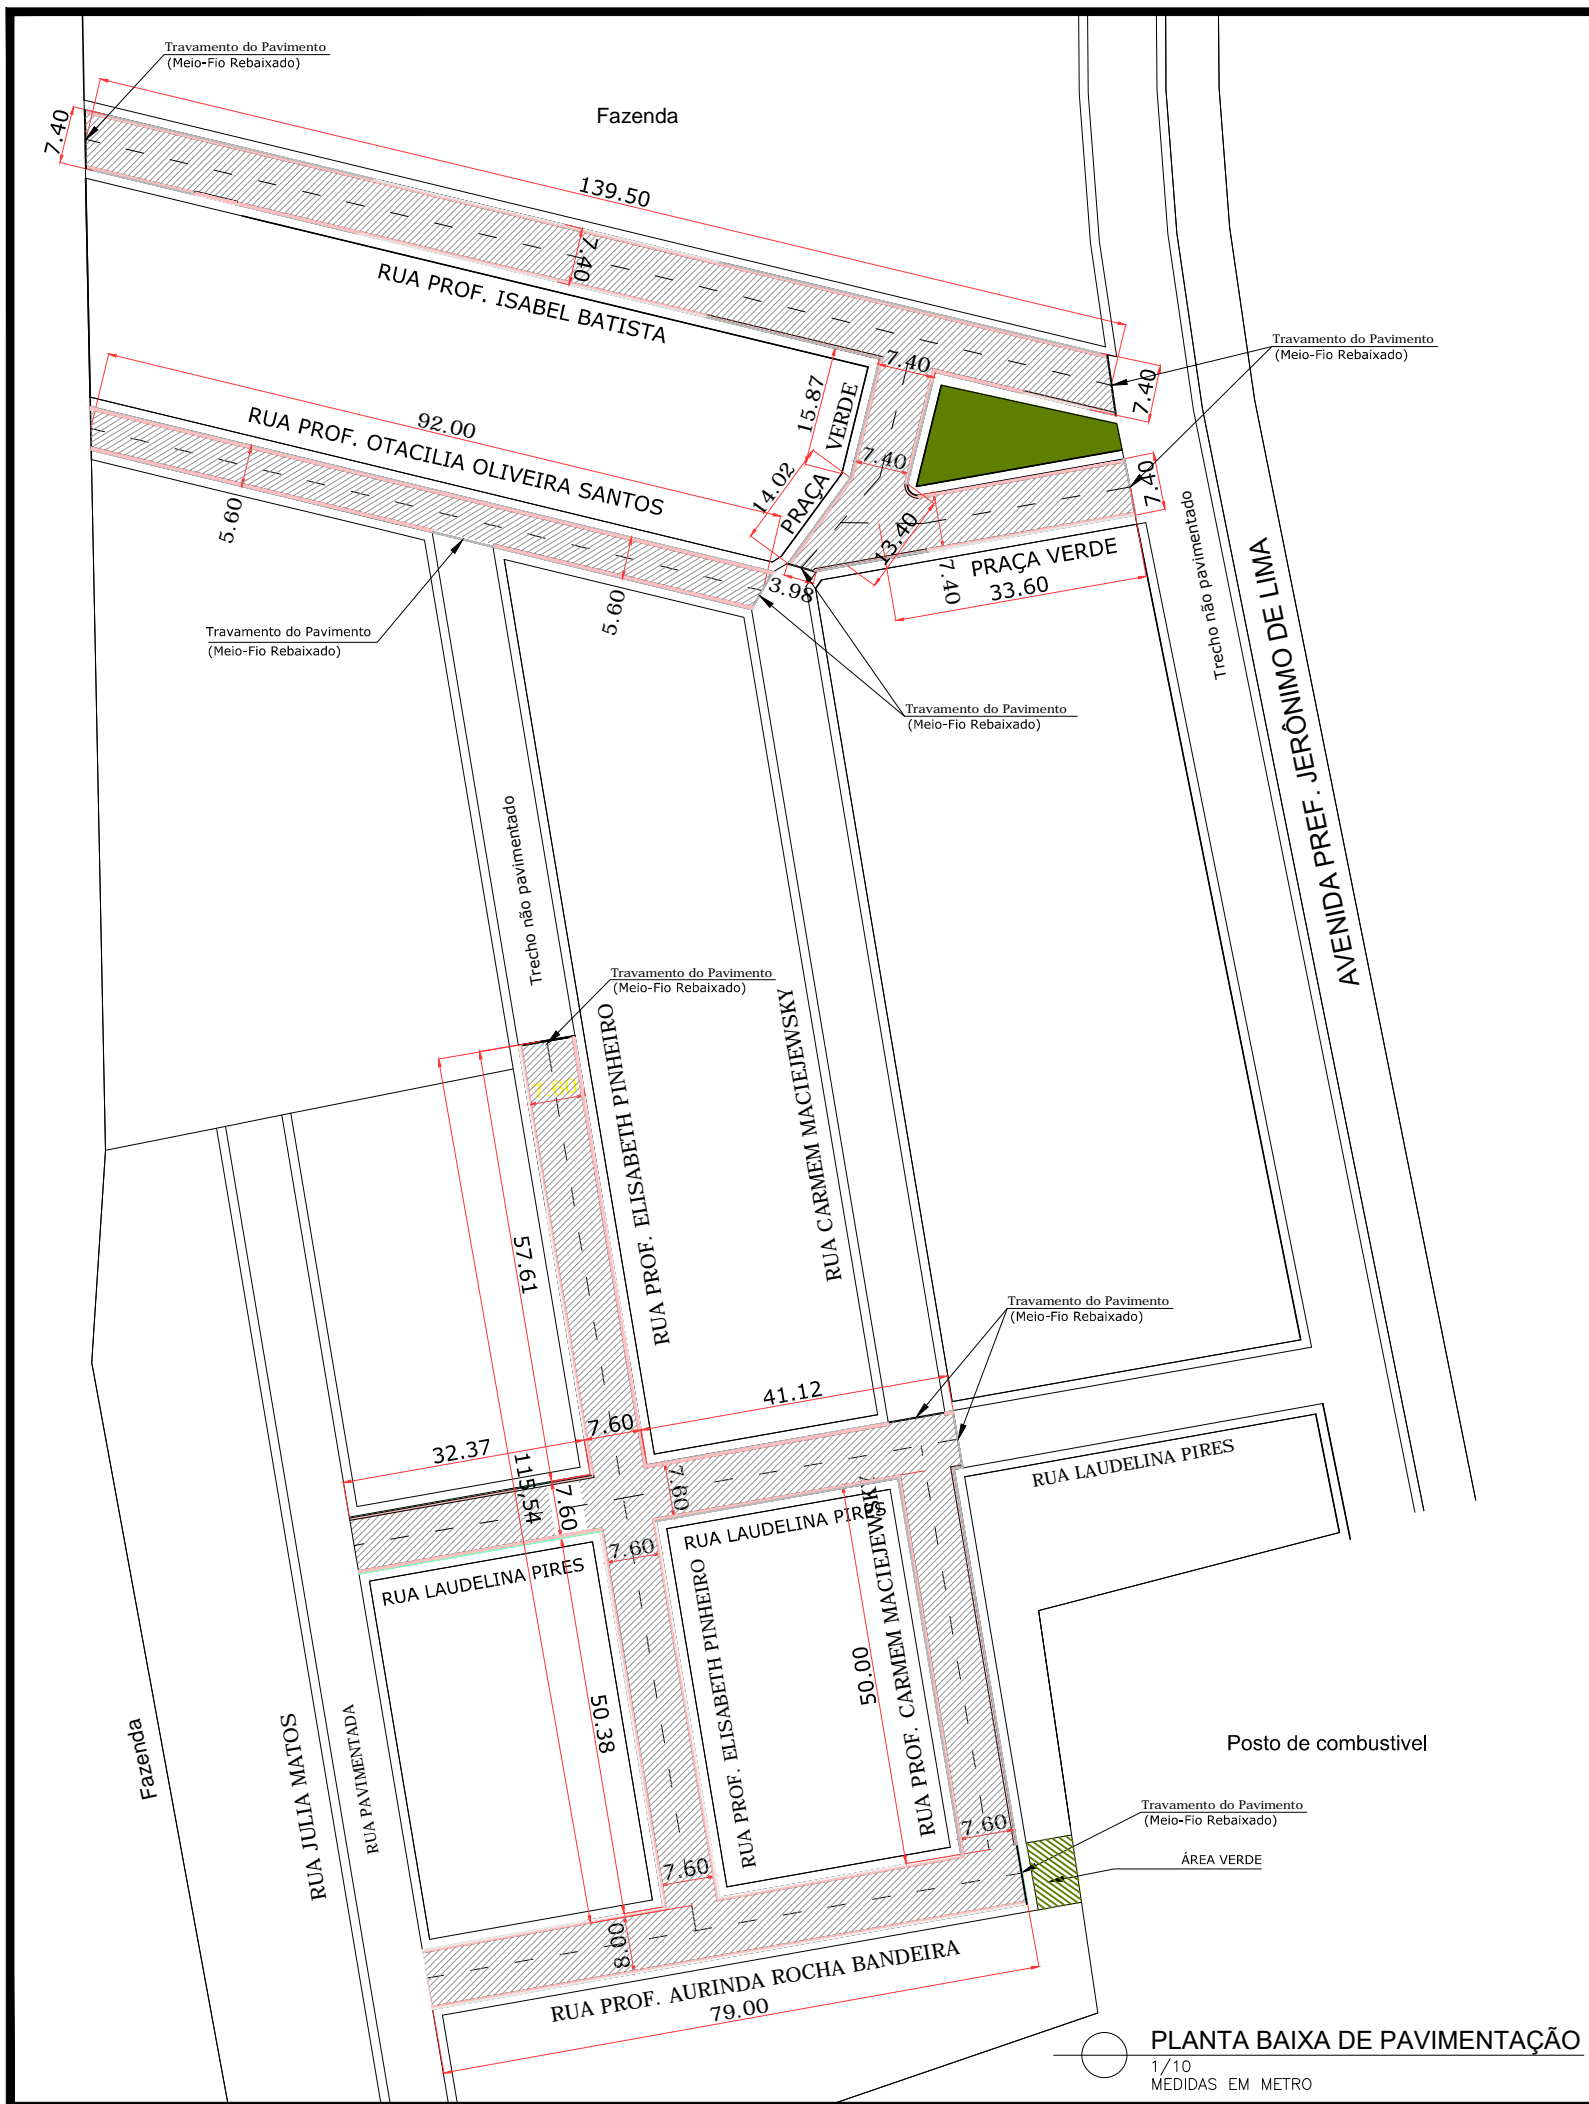 Travamento do Pavimento
(Meio-Fio Rebaixado)
Fazenda
7.40
139.50
7.40
RUA PROF. ISABEL BATISTA
Travamento do Pavimento
(Meio-Fio Rebaixado)
7.40
7.40
15.87
VERDE
92.00
RUA PROF. OTACILIA OLIVEIRA SANTOS
7.40
14.02
PRAÇA
7.40
5.60
13.40
PRAÇA VERDE
7.40
33.60
3.98
5.60
Trecho não pavimentado
AVENIDA PREF. JERÔNIMO DE LIMA
Travamento do Pavimento
(Meio-Fio Rebaixado)
Travamento do Pavimento
(Meio-Fio Rebaixado)
Trecho não pavimentado
Travamento do Pavimento
(Meio-Fio Rebaixado)
7.60
RUA PROF. ELISABETH PINHEIRO
RUA CARMEM MACIEJEWSKY
57.61
Travamento do Pavimento
(Meio-Fio Rebaixado)
41.12
7.60
32.37
115,54
7.60
7.60
RUA LAUDELINA PIRES
RUA LAUDELINA PIRES
7.60
RUA LAUDELINA PIRES
RUA PROF. ELISABETH PINHEIRO
RUA PROF. CARMEM MACIEJEWSKY
50.00
50.38
Fazenda
RUA JULIA MATOS
RUA PAVIMENTADA
Posto de combustivel
Travamento do Pavimento
(Meio-Fio Rebaixado)
7.60
ÁREA VERDE
7.60
8.00
RUA PROF. AURINDA ROCHA BANDEIRA
79.00
PLANTA BAIXA DE PAVIMENTAÇÃO
1/10
MEDIDAS EM METRO